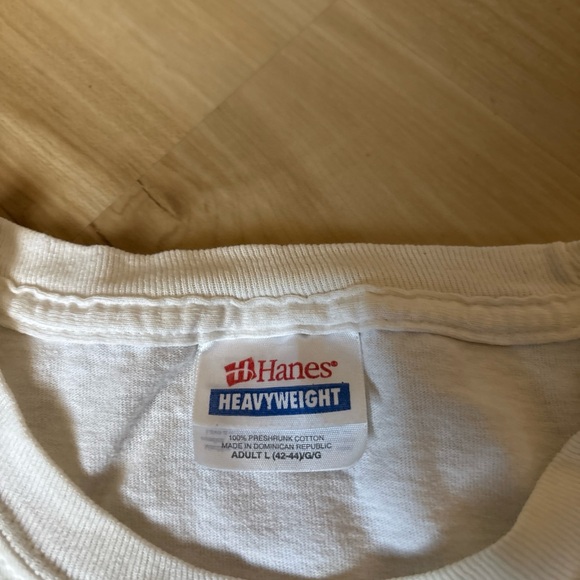 Hanes®
HEAVYWEIGHT
100% PRESHRUNK COTTON
MADE IN DOMINICAN REPUBLIC
ADULT L (42-44)/G/G